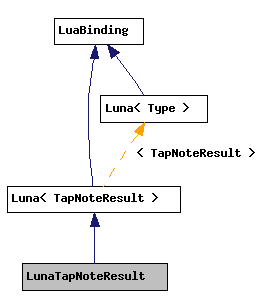 LuaBinding
Luna< Type >
< TapNoteResult >
Luna< TapNoteResult >
LunaTapNoteResult